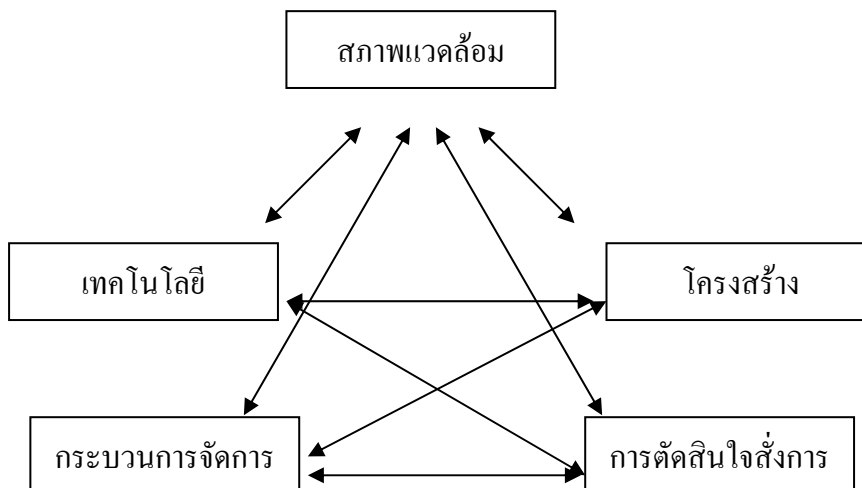 สภาพแวดล้อม
เทคโนโลยี
โครงสร้าง
กระบวนการจัดการ
การตัดสินใจสั่งการ